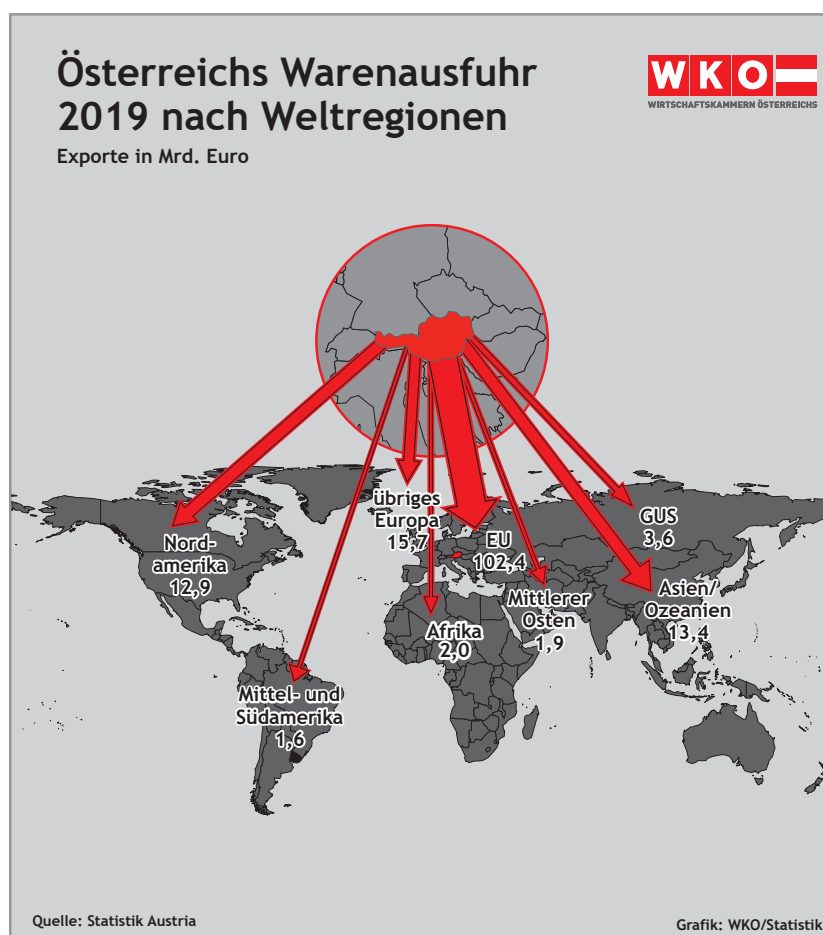 Österreichs Warenausfuhr
2019 nach Weltregionen
Exporte in Mrd. Euro
WKO
WIRTSCHAFTSKAMMERN ÖSTERREICHS
übriges
Europa
15,7
Nord-
amerika
12,9
EU
102,4
GUS
3,6
Mittlerer
Osten
1,9
Asien/
Ozeanien
13,4
Afrika
2,0
Mittel- und
Südamerika
1,6
Quelle: Statistik Austria
Grafik: WKO/Statistik